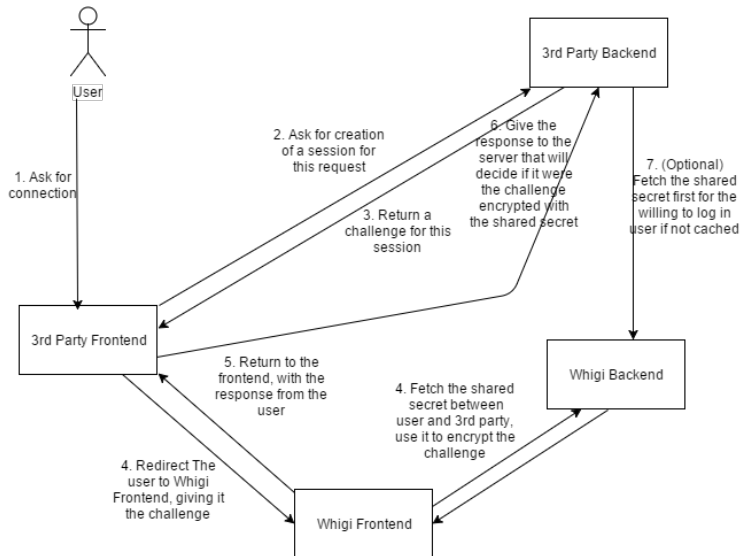 User
3rd Party Backend
1. Ask for
connection
2. Ask for creation
of a session for
this request
6. Give the
response to the
server that will
decide if it were
the challenge
encrypted with
the shared secret
7. (Optional)
Fetch the shared
secret first for the
willing to log in
user if not cached
3. Return a
challenge for this
session
3rd Party Frontend
5. Return to the
frontend, with the
response from the
user
4. Fetch the shared
secret between
user and 3rd party,
use it to encrypt the
challenge
Whigi Backend
4. Redirect The
user to Whigi
Frontend, giving it
the challenge
Whigi Frontend